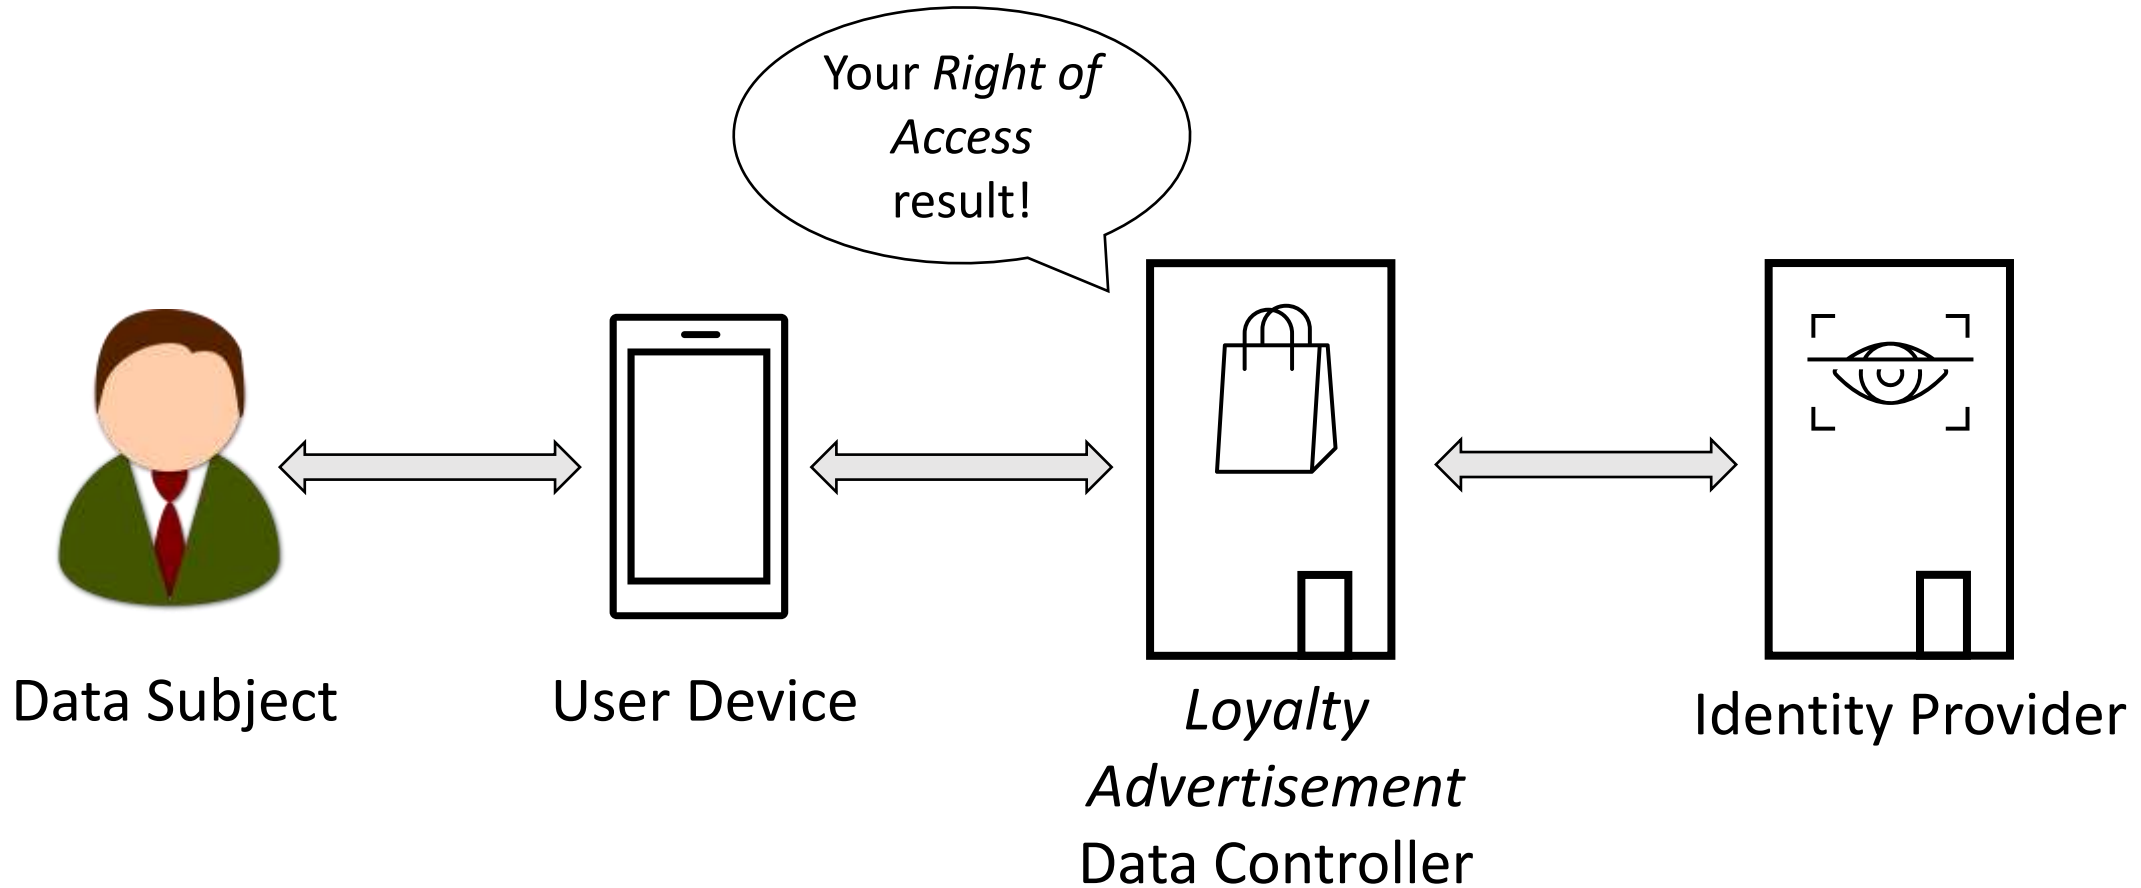 Your Right of
Access
result!
Data Subject
User Device
Loyalty
Advertisement
Data Controller
Identity Provider